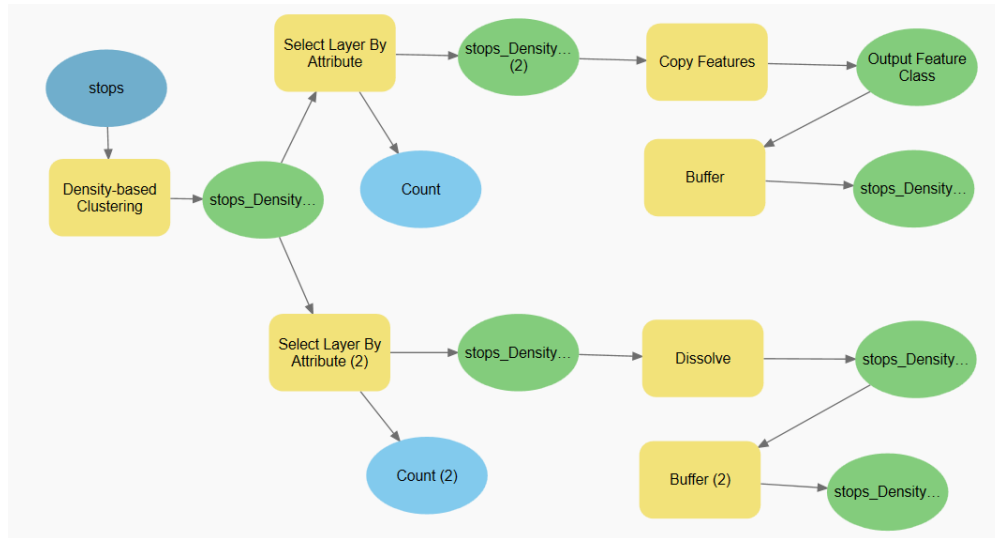 stops
Density-based
Clustering
stops_Density...
Select Layer By
Attribute
Count
stops_Density...
(2)
Copy Features
Output Feature
Class
Buffer
stops_Density...
Select Layer By
Attribute (2)
Count (2)
stops_Density...
Dissolve
stops_Density...
Buffer (2)
stops_Density...